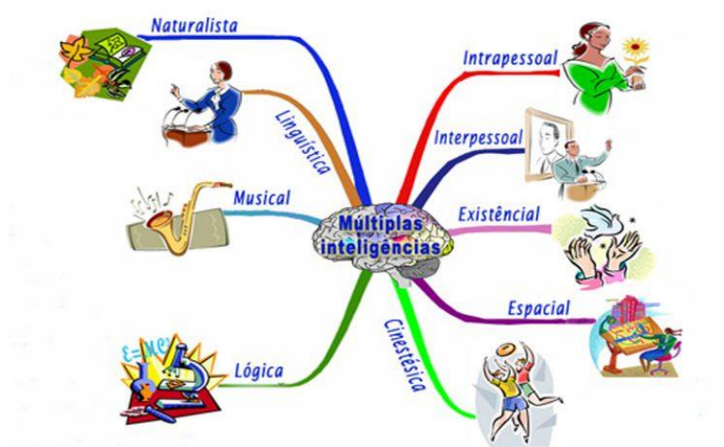 Naturalista
Intrapessoal
Linguística
Interpessoal
Musical
Existêncial
Múltiplas
inteligências
Espacial
Cinestésica
Lógica
E=MC²